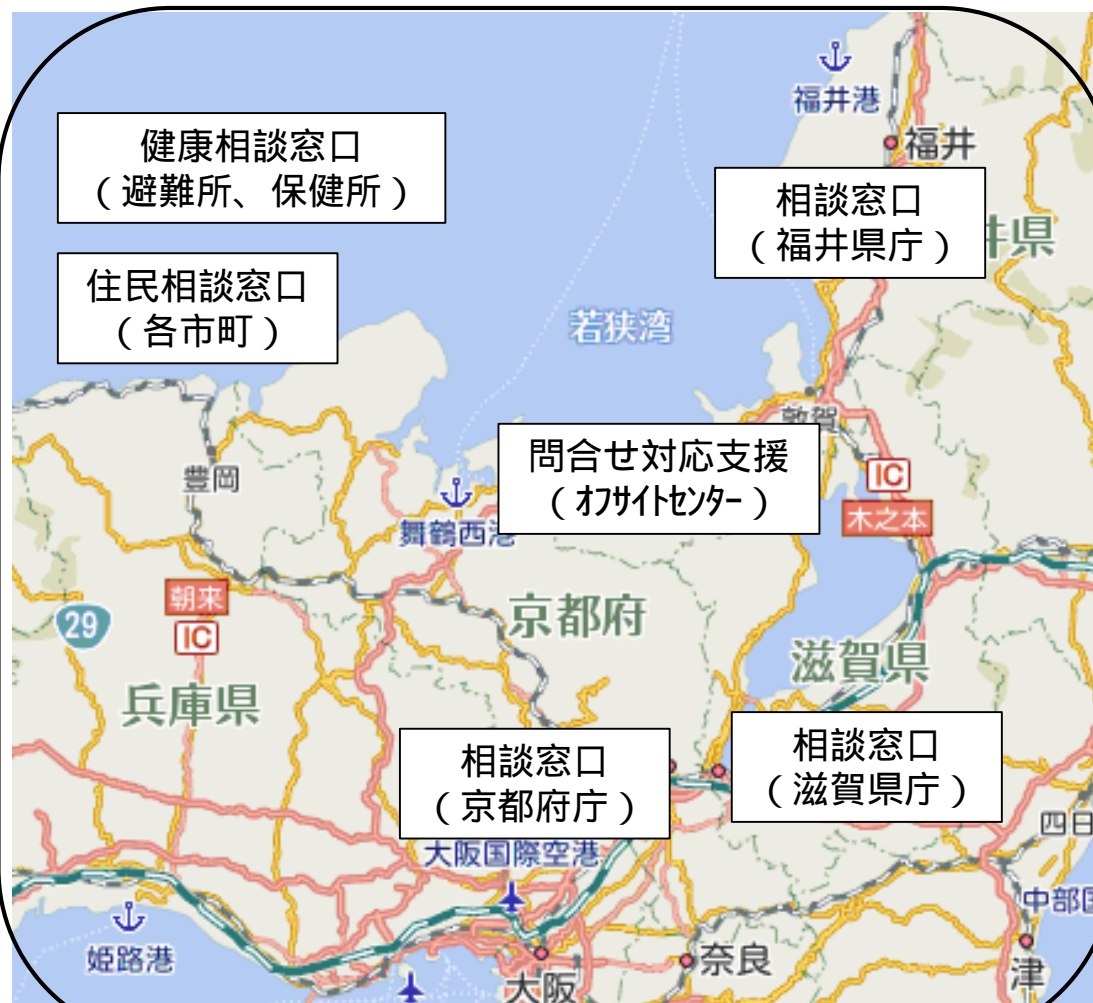 福井港
福井
健康相談窓口
（避難所、保健所）
相談窓口
（福井県庁）
井県
住民相談窓口
（各市町）
若狭湾
敦賀
問合せ対応支援
（オフサイトセンター）
豊岡
IC
木之本
舞鶴西港
朝来
IC
29
京都府
滋賀県
兵庫県
相談窓口
（京都府庁）
相談窓口
（滋賀県庁）
四日
大阪国際空港
中部国
姫路港
奈良
大阪
津